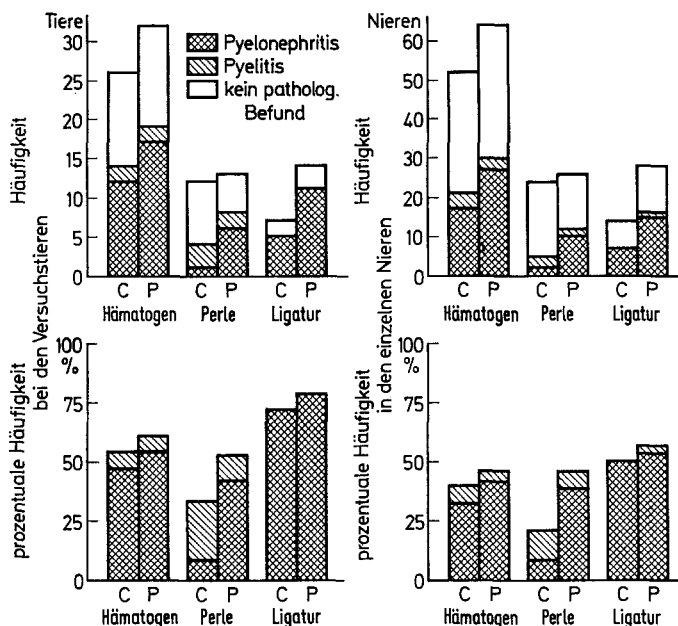 Tiere
30
25
20
15
10
5
0
Häufigkeit
Pyelonephritis
Pyelitis
kein patholog.
Befund
C P C P C P
Hämatogen Perle Ligatur
Nieren
60
50
40
30
20
10
0
Häufigkeit
C P C P C P
Hämatogen Perle Ligatur
100
%
75
50
25
0
prozentuale Häufigkeit
bei den Versuchstieren
C P C P C P
Hämatogen Perle Ligatur
100
%
75
50
25
0
prozentuale Häufigkeit
in den einzelnen Nieren
C P C P C P
Hämatogen Perle Ligatur